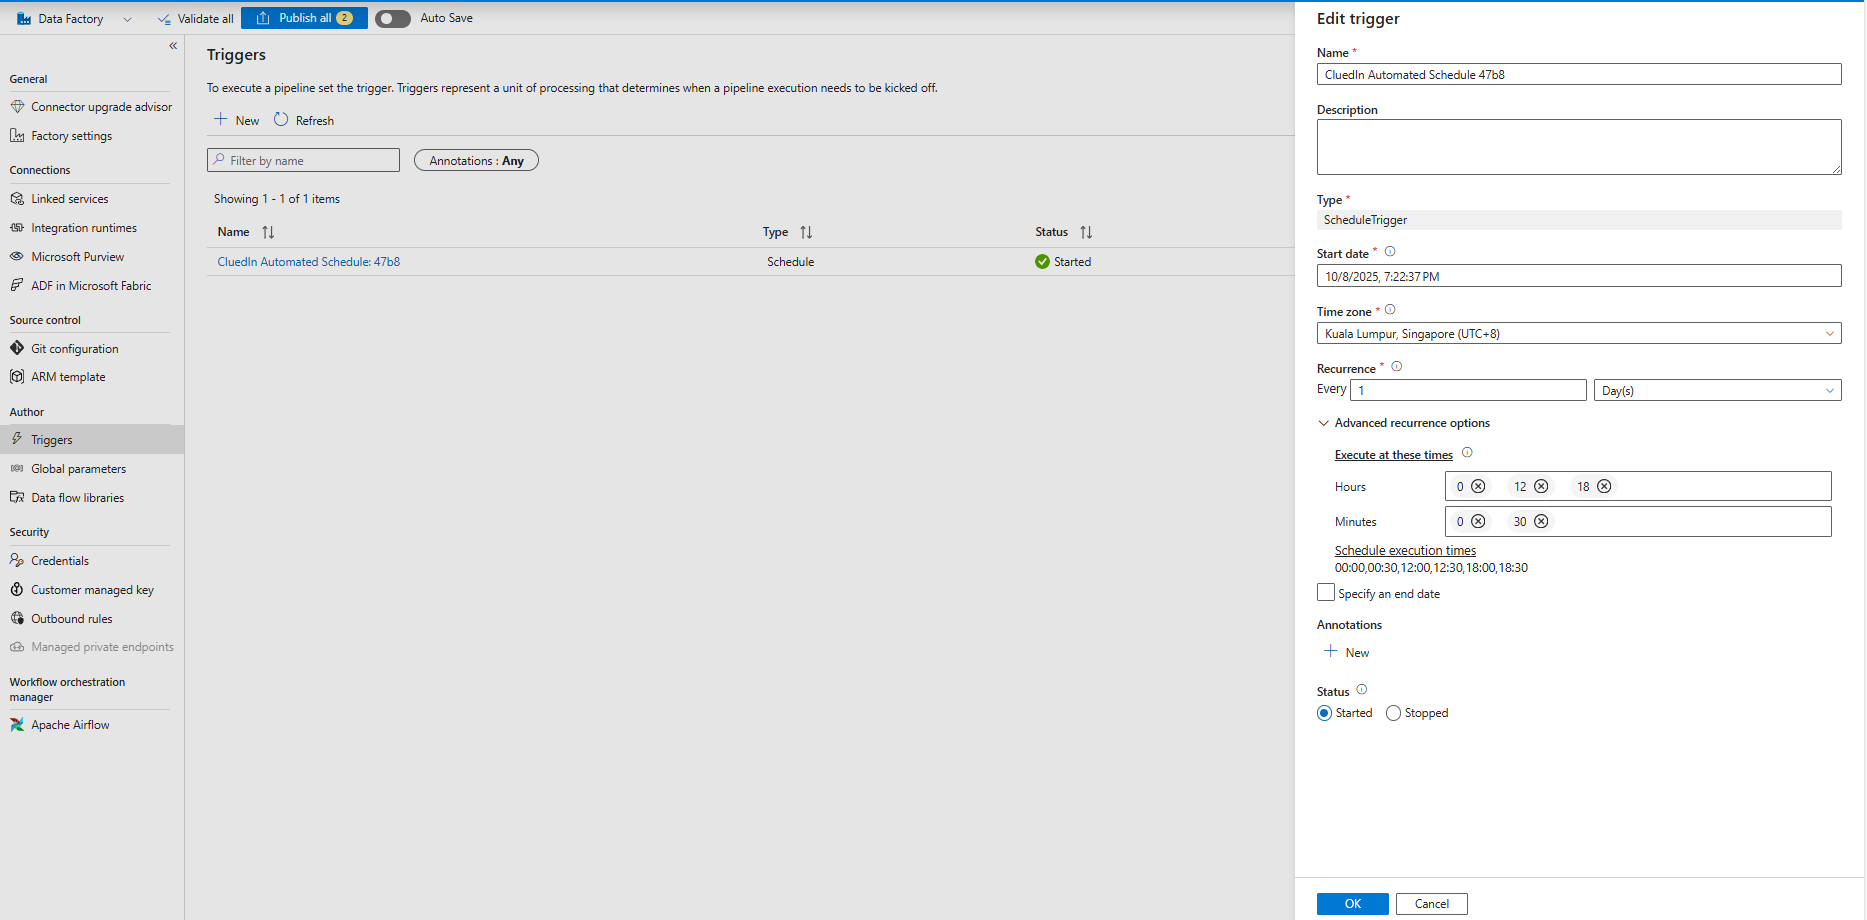 Data Factory
Validate all
Publish all 2
Auto Save
General
Connector upgrade advisor
Factory settings
Connections
Linked services
Integration runtimes
Microsoft Purview
ADF in Microsoft Fabric
Source control
Git configuration
ARM template
Author
Triggers
Global parameters
Data flow libraries
Security
Credentials
Customer managed key
Outbound rules
Managed private endpoints
Workflow orchestration
manager
Apache Airflow
Triggers
To execute a pipeline set the trigger. Triggers represent a unit of processing that determines when a pipeline execution needs to be kicked off.
New
Refresh
Filter by name
Annotations : Any
Showing 1 - 1 of 1 items
Name Type Status
CluedIn Automated Schedule: 47b8 Schedule Started
Edit trigger
Name *
CluedIn Automated Schedule 47b8
Description
Type *
ScheduleTrigger
Start date *
10/8/2025, 7:22:37 PM
Time zone *
Kuala Lumpur, Singapore (UTC+8)
Recurrence *
Every 1 Day(s)
Advanced recurrence options
Execute at these times
Hours 0 12 18
Minutes 0 30
Schedule execution times
00:00,00:30,12:00,12:30,18:00,18:30
Specify an end date
Annotations
New
Status
Started Stopped
OK Cancel